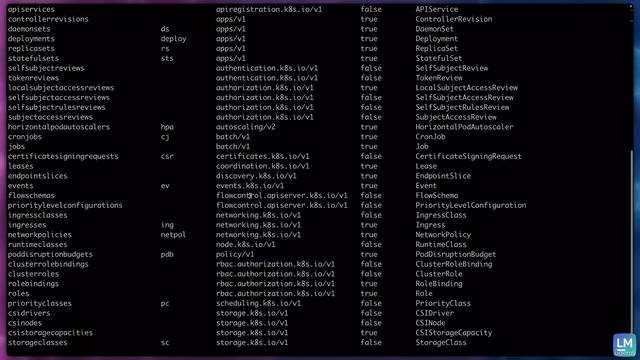 apiservices apiregistration.k8s.io/v1 false APIService
controllerrevisions apps/v1 true ControllerRevision
daemonsets ds apps/v1 true DaemonSet
deployments deploy apps/v1 true Deployment
replicasets rs apps/v1 true ReplicaSet
statefulsets sts apps/v1 true StatefulSet
selfsubjectreviews authentication.k8s.io/v1 false SelfSubjectReview
tokenreviews authentication.k8s.io/v1 false TokenReview
localsubjectaccessreviews authorization.k8s.io/v1 true LocalSubjectAccessReview
selfsubjectaccessreviews authorization.k8s.io/v1 false SelfSubjectAccessReview
selfsubjectrulesreviews authorization.k8s.io/v1 false SelfSubjectRulesReview
subjectaccessreviews authorization.k8s.io/v1 false SubjectAccessReview
horizontalpodautoscalers hpa autoscaling/v2 true HorizontalPodAutoscaler
cronjobs cj batch/v1 true CronJob
jobs batch/v1 true Job
certificatesigningrequests csr certificates.k8s.io/v1 false CertificateSigningRequest
leases coordination.k8s.io/v1 true Lease
endpointslices discovery.k8s.io/v1 true EndpointSlice
events ev events.k8s.io/v1 true Event
flowschemas flowcontrol.apiserver.k8s.io/v1 false FlowSchema
prioritylevelconfigurations flowcontrol.apiserver.k8s.io/v1 false PriorityLevelConfiguration
ingressclasses networking.k8s.io/v1 false IngressClass
ingresses ing networking.k8s.io/v1 true Ingress
networkpolicies netpol networking.k8s.io/v1 true NetworkPolicy
runtimeclasses node.k8s.io/v1 false RuntimeClass
poddisruptionbudgets pdb policy/v1 true PodDisruptionBudget
clusterrolebindings rbac.authorization.k8s.io/v1 false ClusterRoleBinding
clusterroles rbac.authorization.k8s.io/v1 false ClusterRole
rolebindings rbac.authorization.k8s.io/v1 true RoleBinding
roles rbac.authorization.k8s.io/v1 true Role
priorityclasses pc scheduling.k8s.io/v1 false PriorityClass
csidrivers storage.k8s.io/v1 false CSIDriver
csinodes storage.k8s.io/v1 false CSINode
csistoragecapacities storage.k8s.io/v1 true CSIStorageCapacity
storageclasses sc storage.k8s.io/v1 false StorageClass
LM